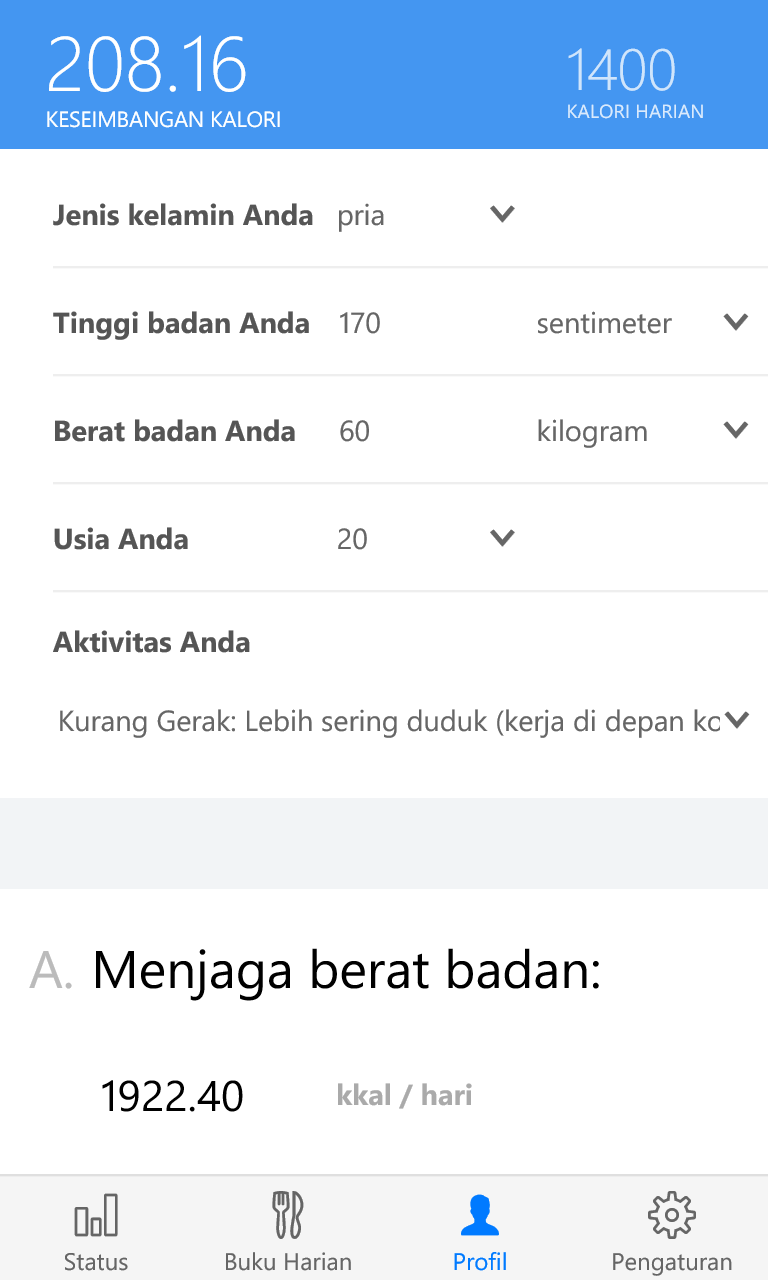 208.16
KESEIMBANGAN KALORI
1400
KALORI HARIAN
Jenis kelamin Anda pria
Tinggi badan Anda 170 sentimeter
Berat badan Anda 60 kilogram
Usia Anda 20
Aktivitas Anda
Kurang Gerak: Lebih sering duduk (kerja di depan ko
A. Menjaga berat badan:
1922.40 kkal / hari
Status Buku Harian Profil Pengaturan